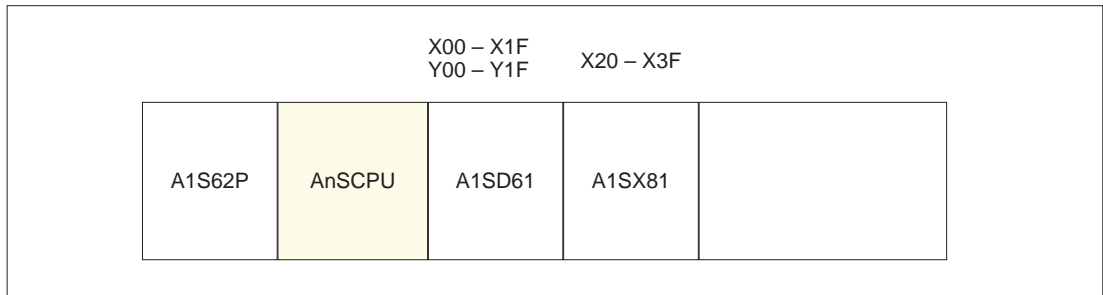 X00 – X1F
Y00 – Y1F
X20 – X3F
A1S62P
AnSCPU
A1SD61
A1SX81